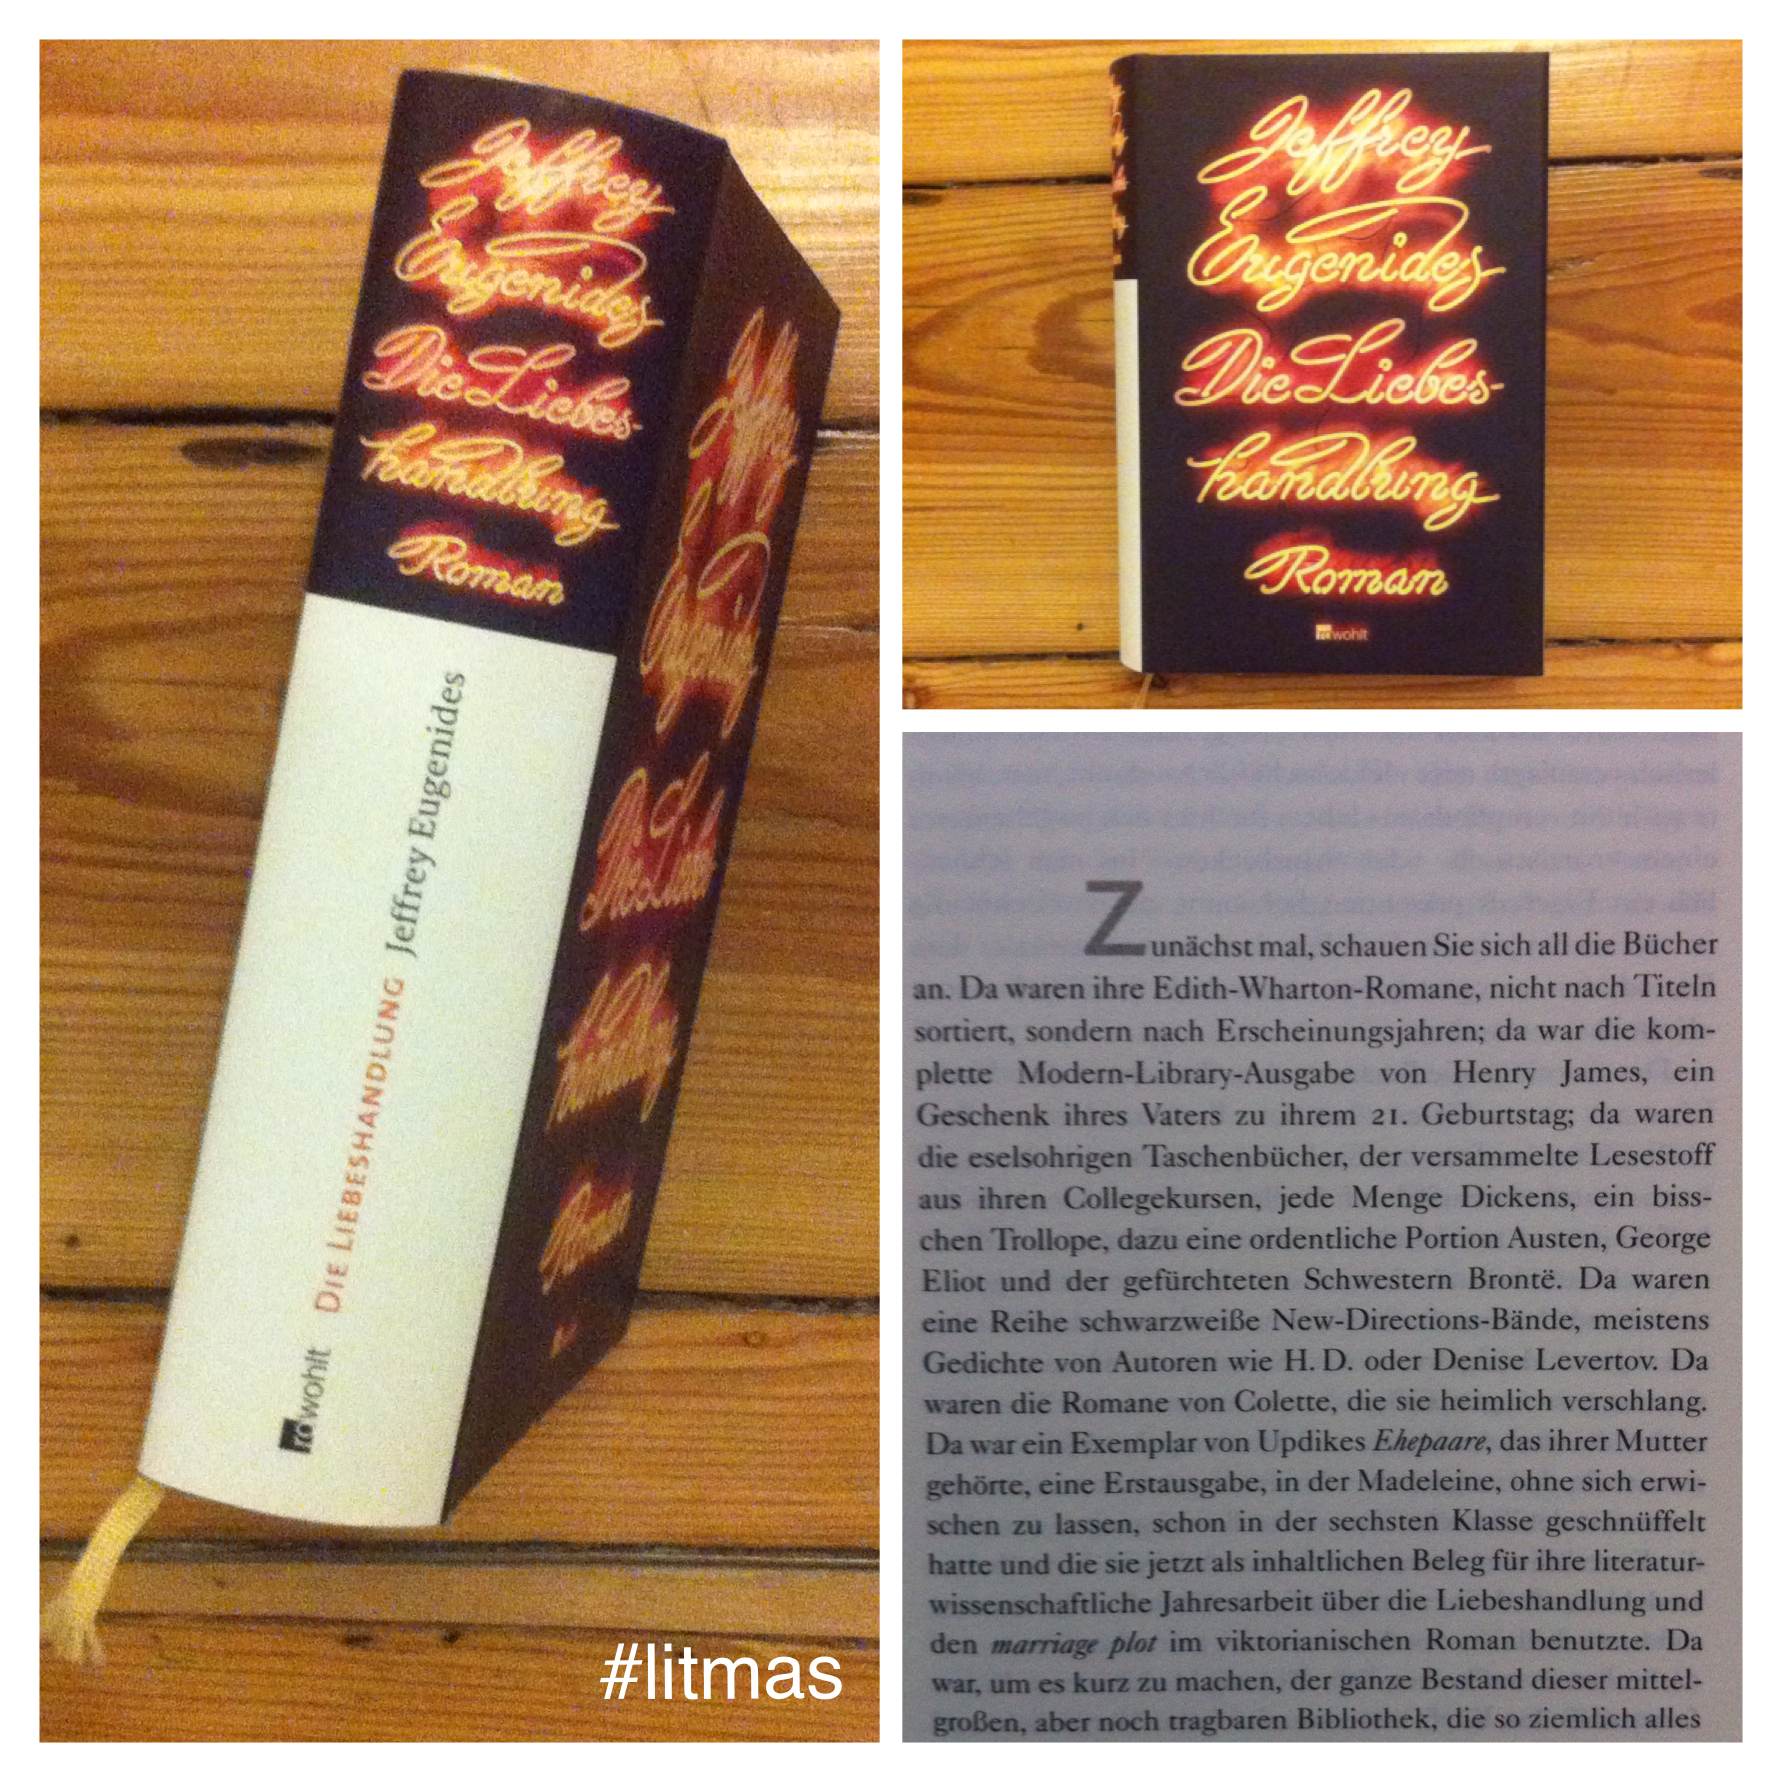 Jeffrey
Eugenides
Die Liebes-
handlung
Roman
Jeffrey
Eugenides
Roman
rowohlt DIE LIEBESHANDLUNG Jeffrey Eugenides
#litmas
Jeffrey
Eugenides
Die Liebes-
handlung
Roman
rowohlt
Zunächst mal, schauen Sie sich all die Bücher
an. Da waren ihre Edith-Wharton-Romane, nicht nach Titeln
sortiert, sondern nach Erscheinungsjahren; da war die kom-
plette Modern-Library-Ausgabe von Henry James, ein
Geschenk ihres Vaters zu ihrem 21. Geburtstag; da waren
die eselsohrigen Taschenbücher, der versammelte Lesestoff
aus ihren Collegekursen, jede Menge Dickens, ein biss-
chen Trollope, dazu eine ordentliche Portion Austen, George
Eliot und der gefürchteten Schwestern Brontë. Da waren
eine Reihe schwarzweiße New-Directions-Bände, meistens
Gedichte von Autoren wie H. D. oder Denise Levertov. Da
waren die Romane von Colette, die sie heimlich verschlang.
Da war ein Exemplar von Updikes Ehepaare, das ihrer Mutter
gehörte, eine Erstausgabe, in der Madeleine, ohne sich erwi-
schen zu lassen, schon in der sechsten Klasse geschnüffelt
hatte und die sie jetzt als inhaltlichen Beleg für ihre literatur-
wissenschaftliche Jahresarbeit über die Liebeshandlung und
den marriage plot im viktorianischen Roman benutzte. Da
war, um es kurz zu machen, der ganze Bestand dieser mittel-
großen, aber noch tragbaren Bibliothek, die so ziemlich alles